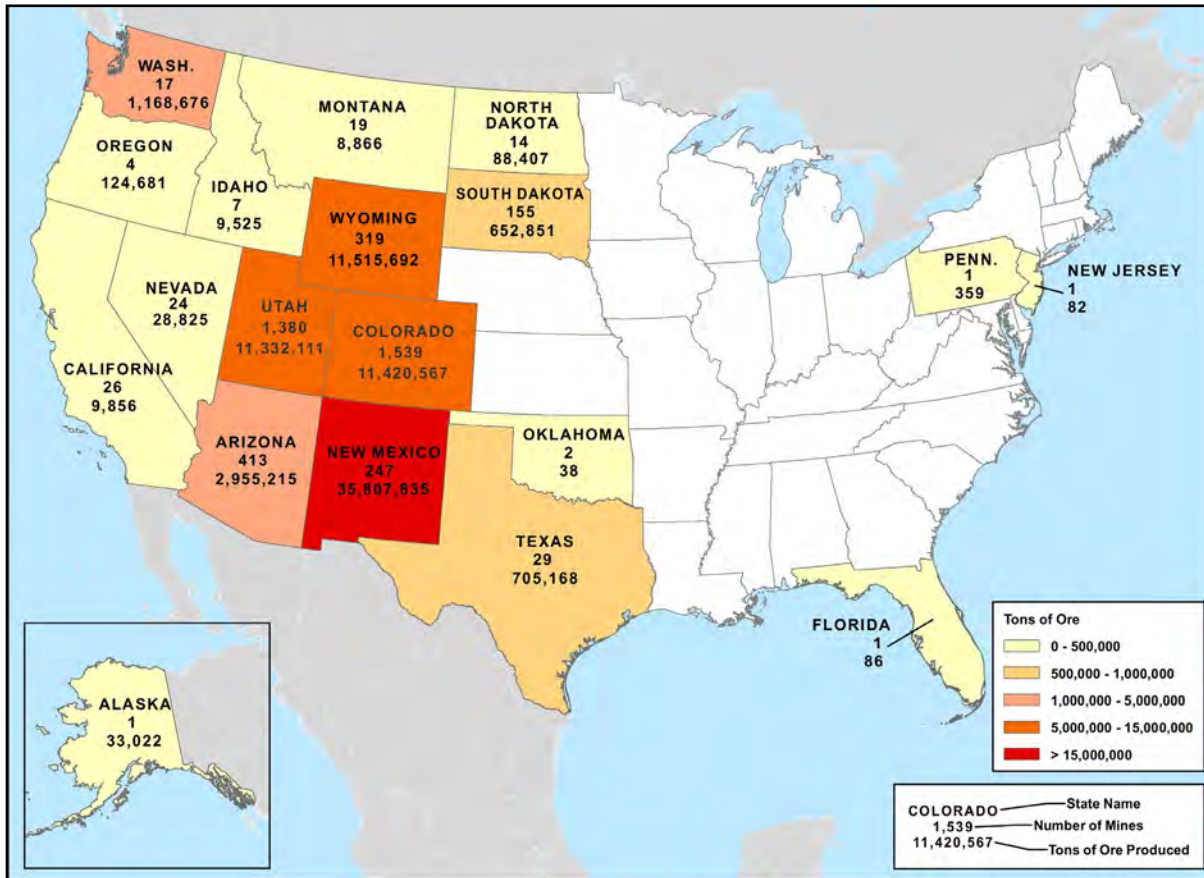 WASH.
17
1,168,676
MONTANA
19
8,866
NORTH
DAKOTA
14
88,407
OREGON
4
124,681
IDAHO
7
9,525
SOUTH DAKOTA
155
652,851
WYOMING
319
11,515,692
PENN.
1
359
NEW JERSEY
1
82
NEVADA
24
28,825
UTAH
1,380
11,332,111
COLORADO
1,539
11,420,567
CALIFORNIA
26
9,856
ARIZONA
413
2,955,215
NEW MEXICO
247
35,807,635
OKLAHOMA
2
38
TEXAS
29
705,168
FLORIDA
1
86
ALASKA
1
33,022
Tons of Ore
0 - 500,000
500,000 - 1,000,000
1,000,000 - 5,000,000
5,000,000 - 15,000,000
> 15,000,000
COLORADO State Name
1,539 Number of Mines
11,420,567 Tons of Ore Produced